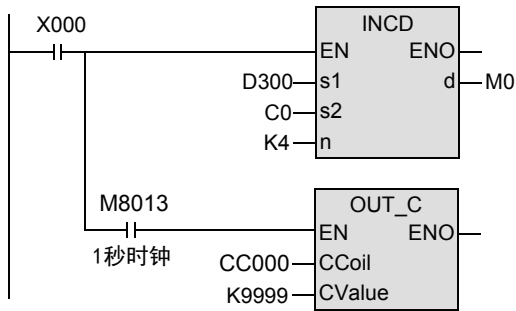 X000
INCD
EN ENO
D300 s1 d M0
C0 s2
K4 n
M8013
1秒时钟
OUT_C
EN ENO
CC000 CCoil
K9999 CValue